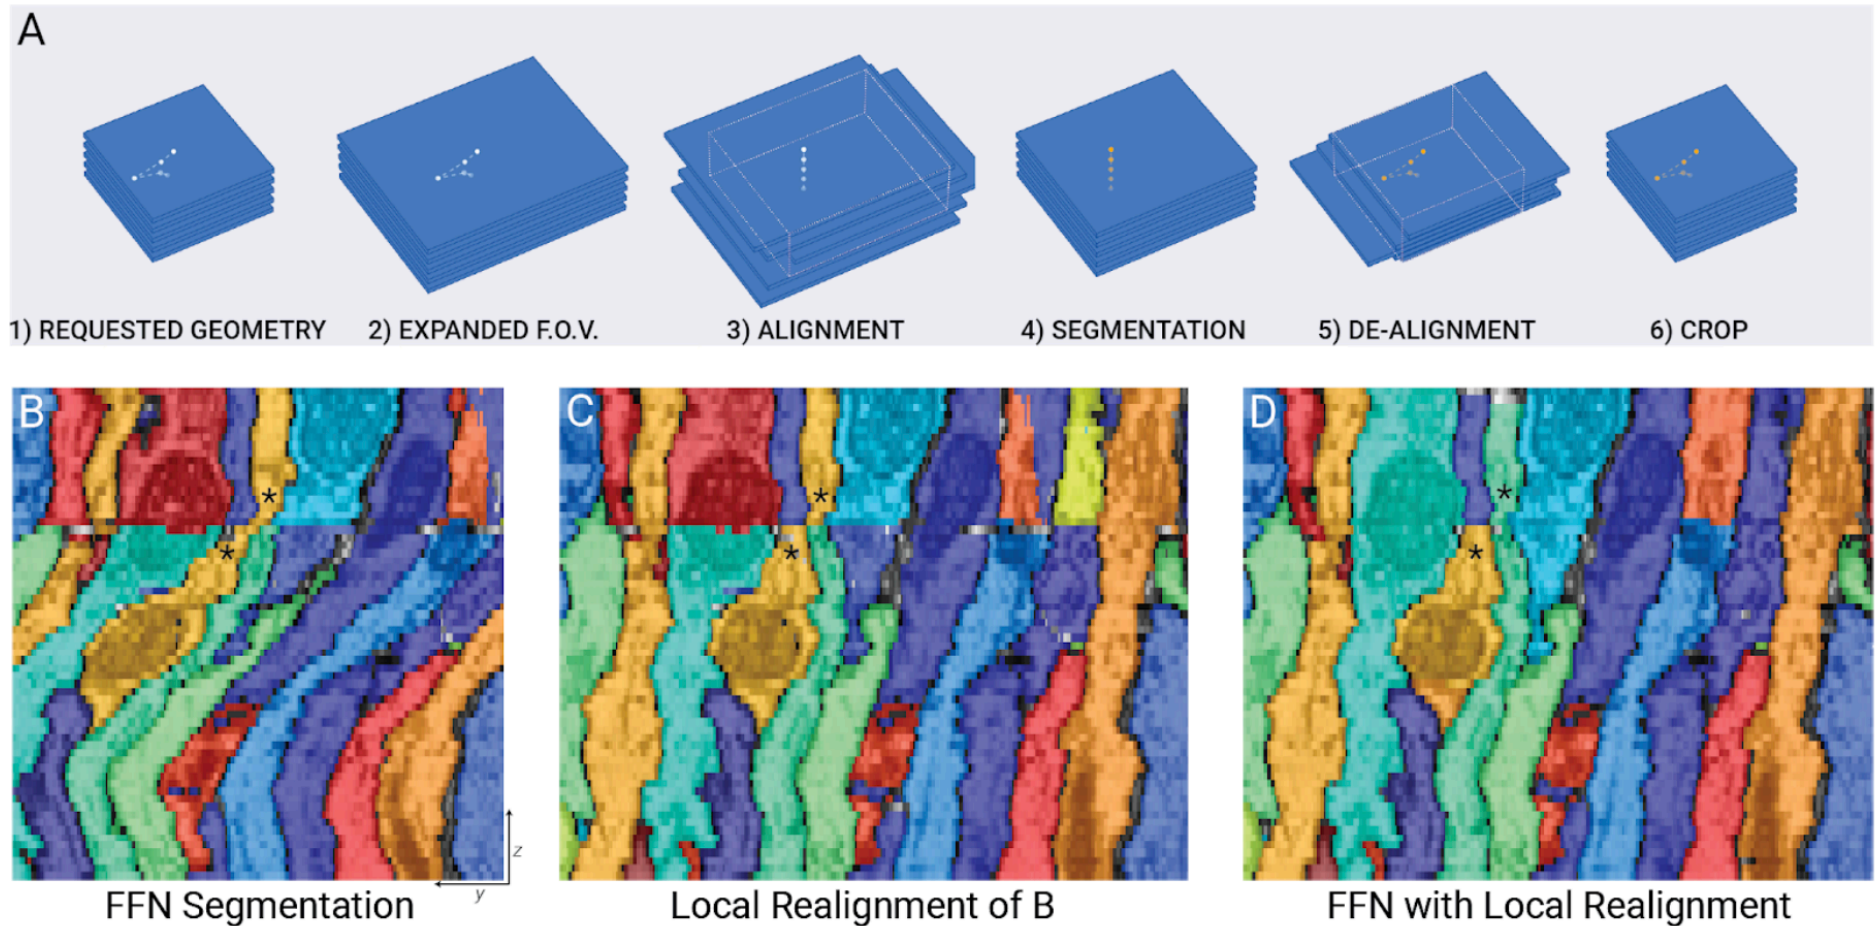 A
1) REQUESTED GEOMETRY
2) EXPANDED F.O.V.
3) ALIGNMENT
4) SEGMENTATION
5) DE-ALIGNMENT
6) CROP
B
C
D
*
*
*
*
*
*
z
y
FFN Segmentation
Local Realignment of B
FFN with Local Realignment